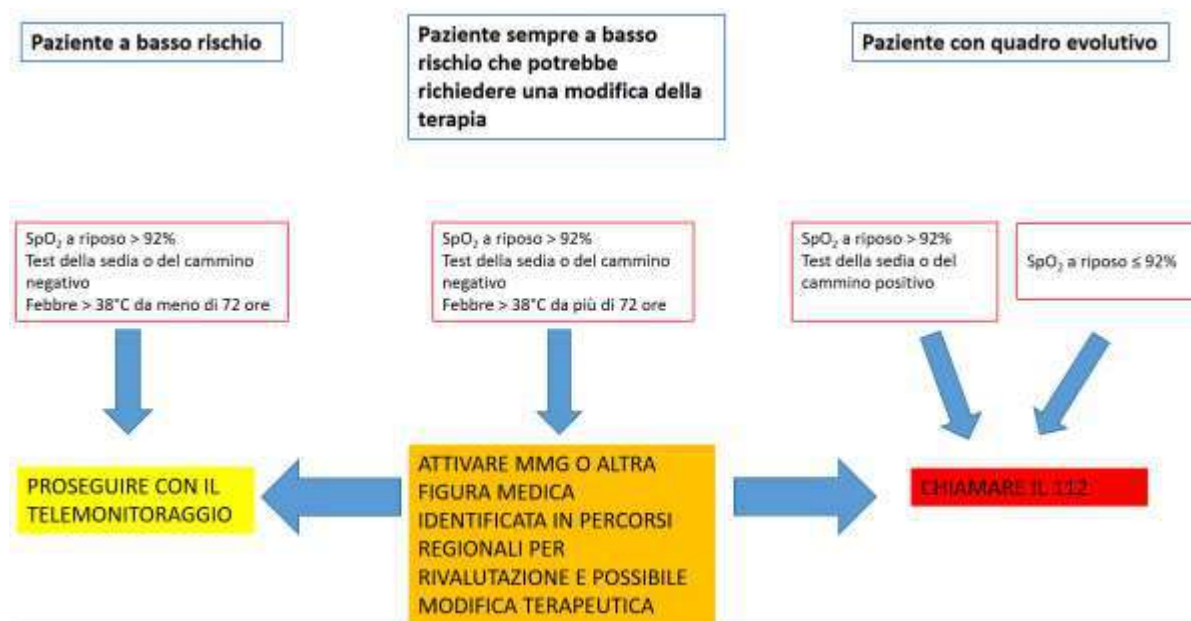 Paziente a basso rischio
Paziente sempre a basso
rischio che potrebbe
richiedere una modifica della
terapia
Paziente con quadro evolutivo
SpO₂ a riposo > 92%
Test della sedia o del cammino
negativo
Febbre > 38°C da meno di 72 ore
SpO₂ a riposo > 92%
Test della sedia o del cammino
negativo
Febbre > 38°C da più di 72 ore
SpO₂ a riposo > 92%
Test della sedia o del
cammino positivo
SpO₂ a riposo ≤ 92%
PROSEGUIRE CON IL
TELEMONITORAGGIO
ATTIVARE MMG O ALTRA
FIGURA MEDICA
IDENTIFICATA IN PERCORSI
REGIONALI PER
RIVALUTAZIONE E POSSIBILE
MODIFICA TERAPEUTICA
CHIAMARE IL 112